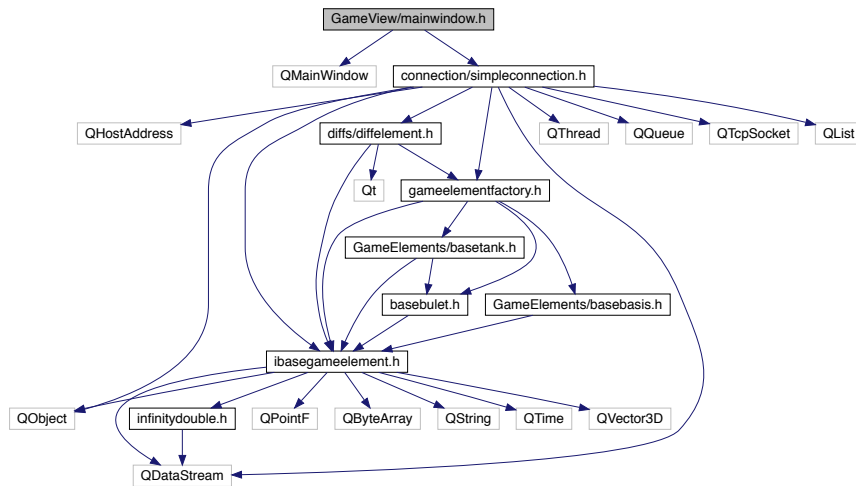 GameView/mainwindow.h
QMainWindow
connection/simpleconnection.h
QHostAddress
diffs/diffelement.h
QThread
QQueue
QTcpSocket
QList
Qt
gameelementfactory.h
GameElements/basetank.h
basebulet.h
GameElements/basebasis.h
ibasegameelement.h
QObject
infinitydouble.h
QPointF
QByteArray
QString
QTime
QVector3D
QDataStream